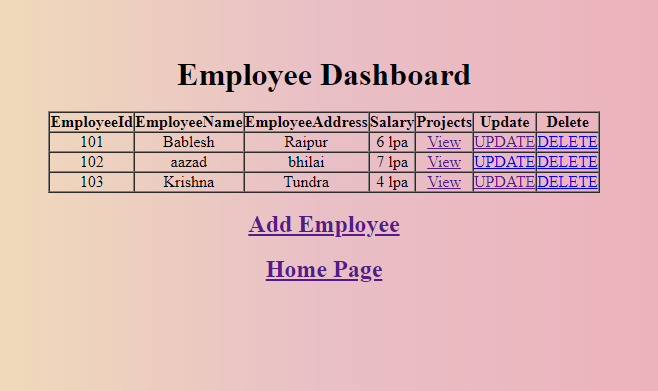 Employee Dashboard
EmployeeId EmployeeName EmployeeAddress Salary Projects Update Delete
101 Bablesh Raipur 6 lpa View UPDATE DELETE
102 aazad bhilai 7 lpa View UPDATE DELETE
103 Krishna Tundra 4 lpa View UPDATE DELETE
Add Employee
Home Page